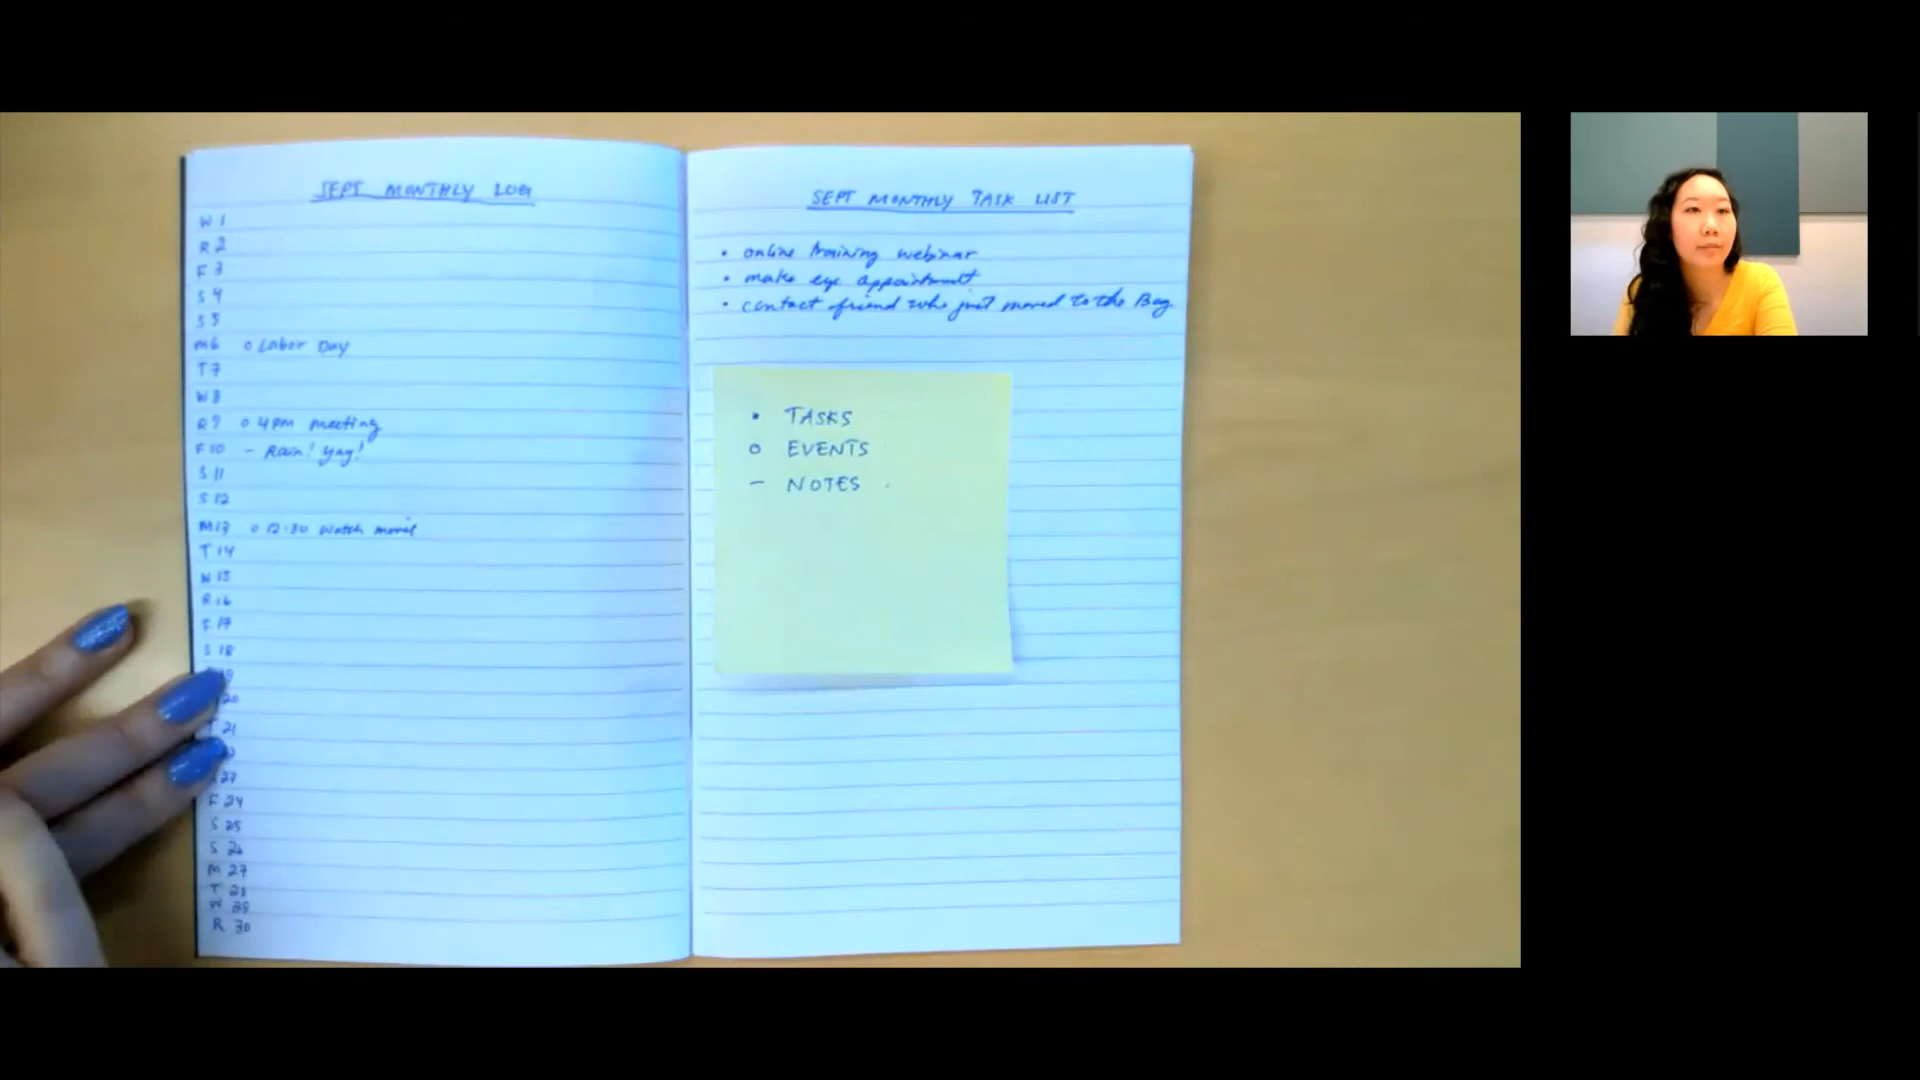 SEPT MONTHLY LOG
W 1
R 2
F 3
S 4
S 5
M 6 o Labor Day
T 7
W 8
R 9 o 4pm meeting
F 10 - Rain! Yay!
S 11
S 12
M 13 o 12:30 Watch movie
T 14
W 15
R 16
F 17
S 18
19
20
T 21
23
F 24
S 25
S 26
M 27
T 28
W
R 30
SEPT MONTHLY TASK LIST
• online training webinar
• make eye appointment
• contact friend who just moved to the Bay
• TASKS
o EVENTS
– NOTES